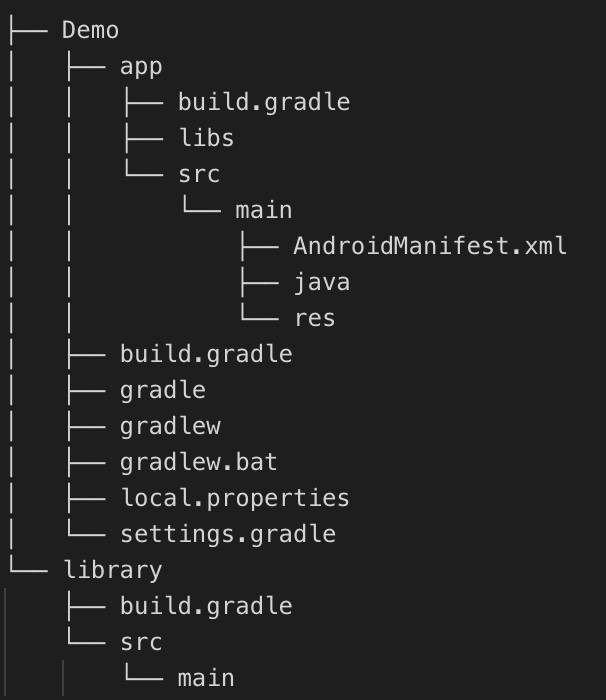 ├── Demo
│   ├── app
│   │   ├── build.gradle
│   │   ├── libs
│   │   └── src
│   │       └── main
│   │           ├── AndroidManifest.xml
│   │           ├── java
│   │           └── res
│   ├── build.gradle
│   ├── gradle
│   ├── gradlew
│   ├── gradlew.bat
│   ├── local.properties
│   └── settings.gradle
└── library
    ├── build.gradle
    └── src
        └── main